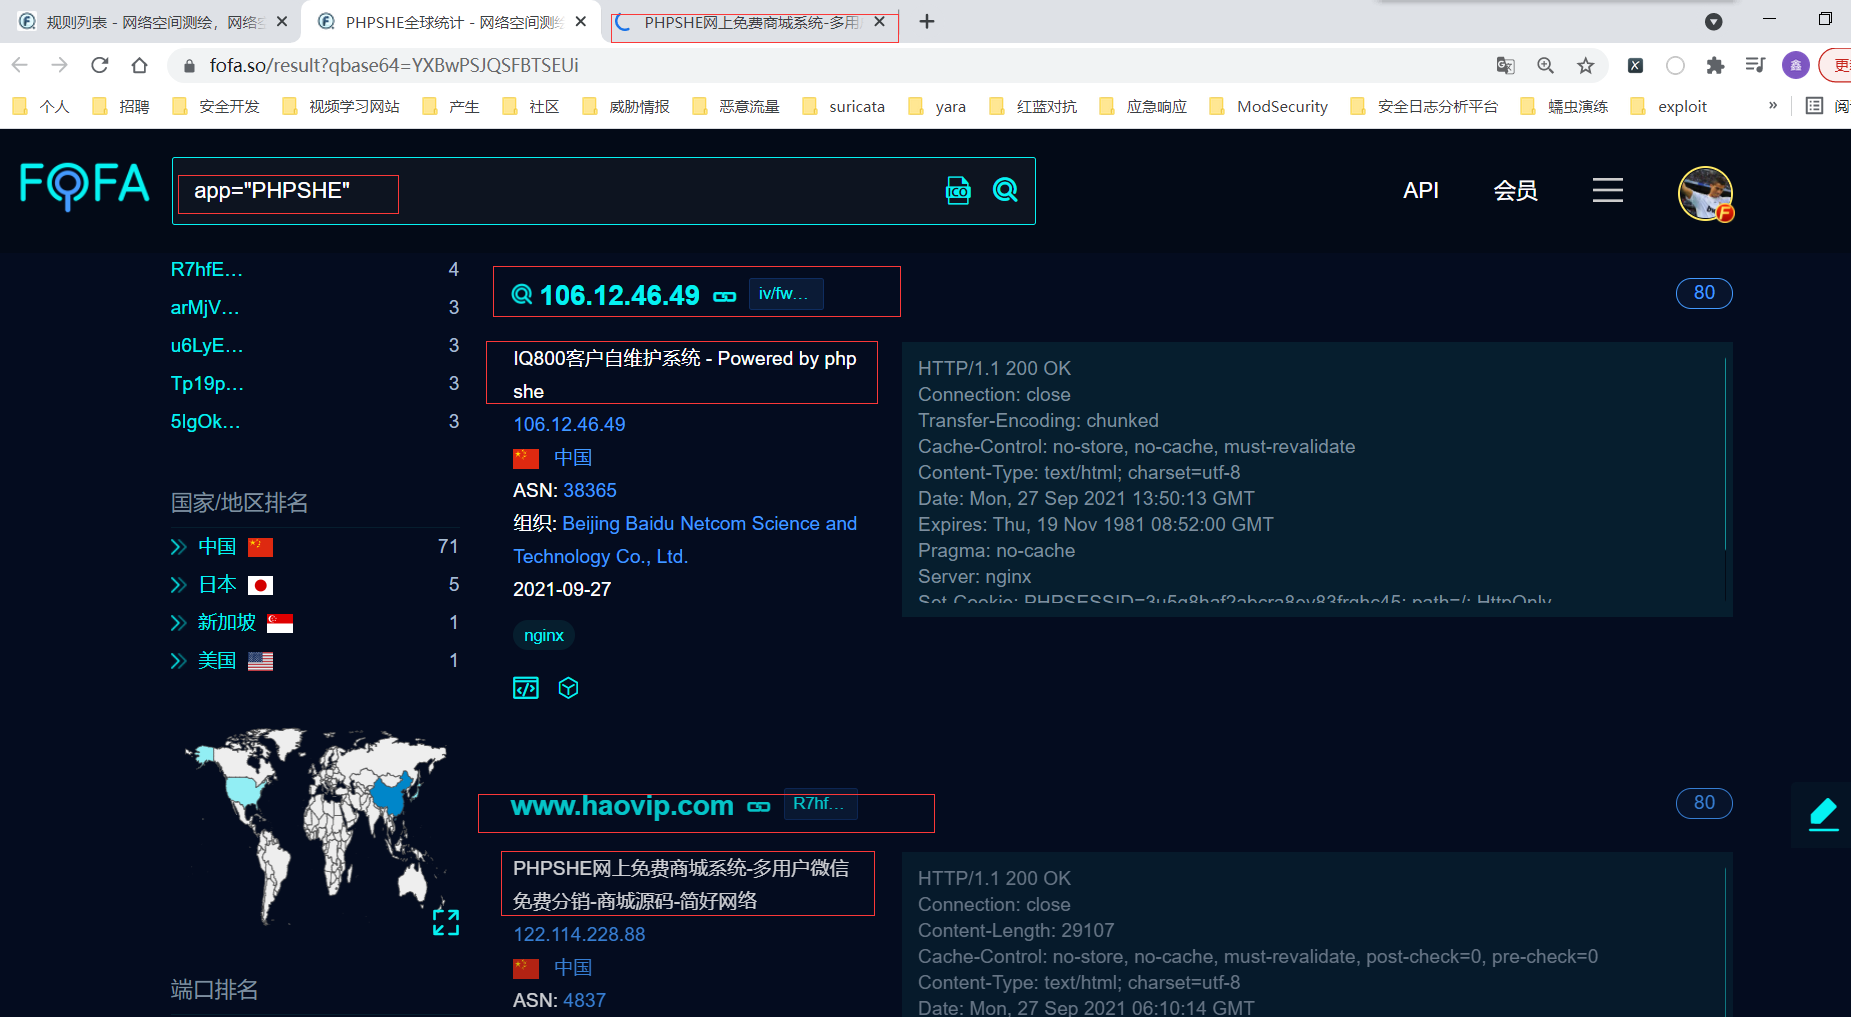 规则列表 - 网络空间测绘，网络空
PHPSHE全球统计 - 网络空间测绘
PHPSHE网上免费商城系统-多用户
fofa.so/result?qbase64=YXBwPSJQSFBTSEUi
鑫
更新
个人
招聘
安全开发
视频学习网站
产生
社区
威胁情报
恶意流量
suricata
yara
红蓝对抗
应急响应
ModSecurity
安全日志分析平台
蠕虫演练
exploit
»
FOFA
app="PHPSHE"
ICO
API
会员
F
R7hfE... 4
arMjV... 3
u6LyE... 3
Tp19p... 3
5IgOk... 3
国家/地区排名
中国 71
日本 5
新加坡 1
美国 1
端口排名
106.12.46.49 iv/fw... 80
IQ800客户自维护系统 - Powered by php
she
106.12.46.49
中国
ASN: 38365
组织: Beijing Baidu Netcom Science and
Technology Co., Ltd.
2021-09-27
nginx
HTTP/1.1 200 OK
Connection: close
Transfer-Encoding: chunked
Cache-Control: no-store, no-cache, must-revalidate
Content-Type: text/html; charset=utf-8
Date: Mon, 27 Sep 2021 13:50:13 GMT
Expires: Thu, 19 Nov 1981 08:52:00 GMT
Pragma: no-cache
Server: nginx
www.haovip.com R7hf... 80
PHPSHE网上免费商城系统-多用户微信
免费分销-商城源码-简好网络
122.114.228.88
中国
ASN: 4837
HTTP/1.1 200 OK
Connection: close
Content-Length: 29107
Cache-Control: no-store, no-cache, must-revalidate, post-check=0, pre-check=0
Content-Type: text/html; charset=utf-8
Date: Mon, 27 Sep 2021 06:10:14 GMT